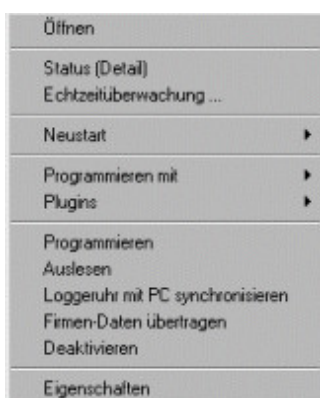 Öffnen
Status (Detail)
Echtzeitüberwachung ...
Neustart
Programmieren mit
Plugins
Programmieren
Auslesen
Loggeruhr mit PC synchronisieren
Firmen-Daten übertragen
Deaktivieren
Eigenschaften